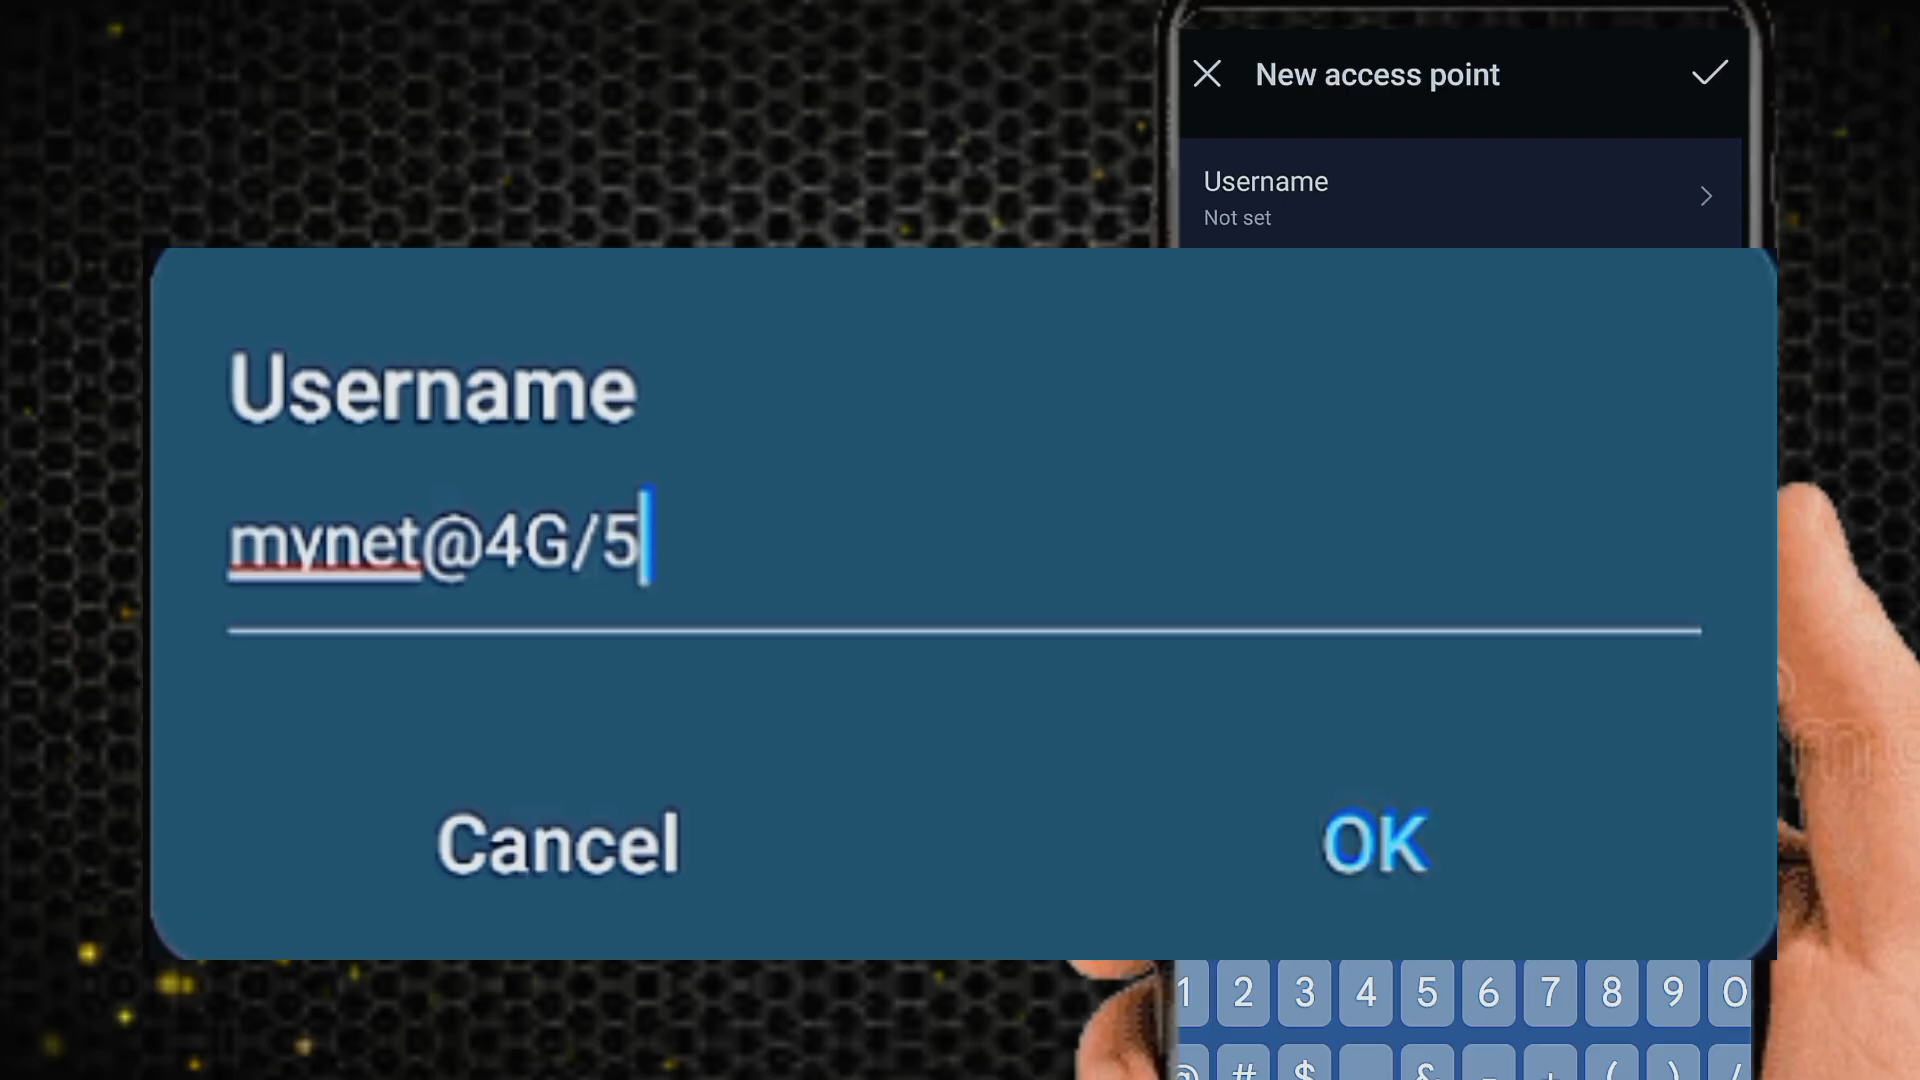 New access point
Username
Not set
Username
mynet@4G/5
Cancel
OK
1 2 3 4 5 6 7 8 9 0
@ # $ _ & - + ( ) /